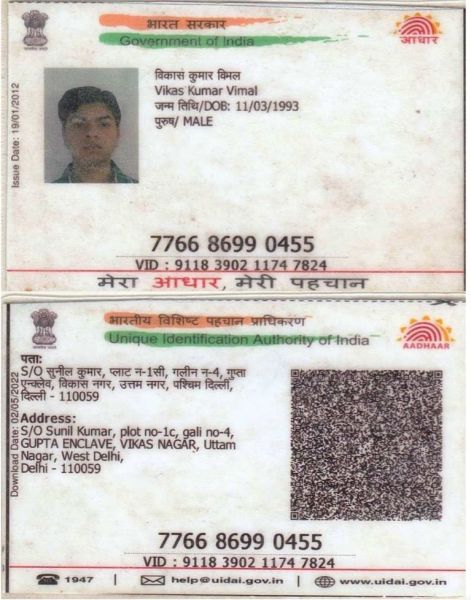 भारत सरकार
Government of India
आधार
Issue Date: 19/01/2012
विकास कुमार विमल
Vikas Kumar Vimal
जन्म तिथि/DOB: 11/03/1993
पुरुष/ MALE
7766 8699 0455
VID : 9118 3902 1174 7824
मेरा आधार, मेरी पहचान
भारतीय विशिष्ट पहचान प्राधिकरण
Unique Identification Authority of India
AADHAAR
Download Date: 02/05/2022
पता:
S/O सुनील कुमार, प्लाट न-1सी, गलीन न-4, गुप्ता
एन्क्लेव, विकास नगर, उत्तम नगर, पश्चिम दिल्ली,
दिल्ली - 110059
Address:
S/O Sunil Kumar, plot no-1c, gali no-4,
GUPTA ENCLAVE, VIKAS NAGAR, Uttam
Nagar, West Delhi,
Delhi - 110059
7766 8699 0455
VID : 9118 3902 1174 7824
1947 | help@uidai.gov.in | www.uidai.gov.in